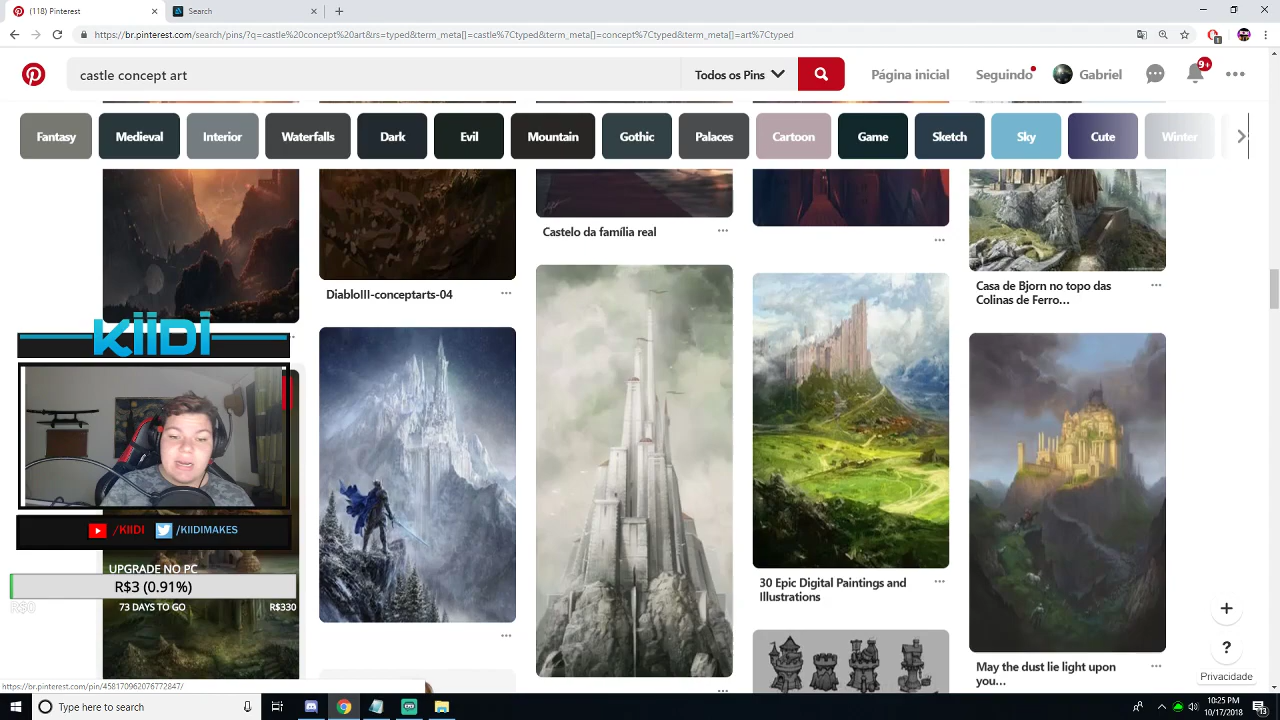 (118) Pinterest
Search
https://br.pinterest.com/search/pins/?q=castle%20concept%20art&rs=typed&term_meta[]=castle%7Ctyped&term_meta[]=concept%7Ctyped&term_meta[]=art%7Ctyped
1
castle concept art
Todos os Pins
Página inicial
Seguindo
Gabriel
9+
Fantasy
Medievall
Interior
Waterfalls
Dark
Evil
Mountain
Gothic
Palaces
Cartoon
Game
Sketch
Sky
Cute
Winter
Castelo da família real
DiabloIII-conceptarts-04
Casa de Bjorn no topo das
Colinas de Ferro...
KiiDi
/KIIDI
/KIIDIMAKES
UPGRADE NO PC
R$3 (0.91%)
R$0
73 DAYS TO GO
R$330
30 Epic Digital Paintings and
Illustrations
May the dust lie light upon
you...
+
?
Privacidade
https://br.pinterest.com/pin/458170962076772847/
Type here to search
10:25 PM
10/17/2018